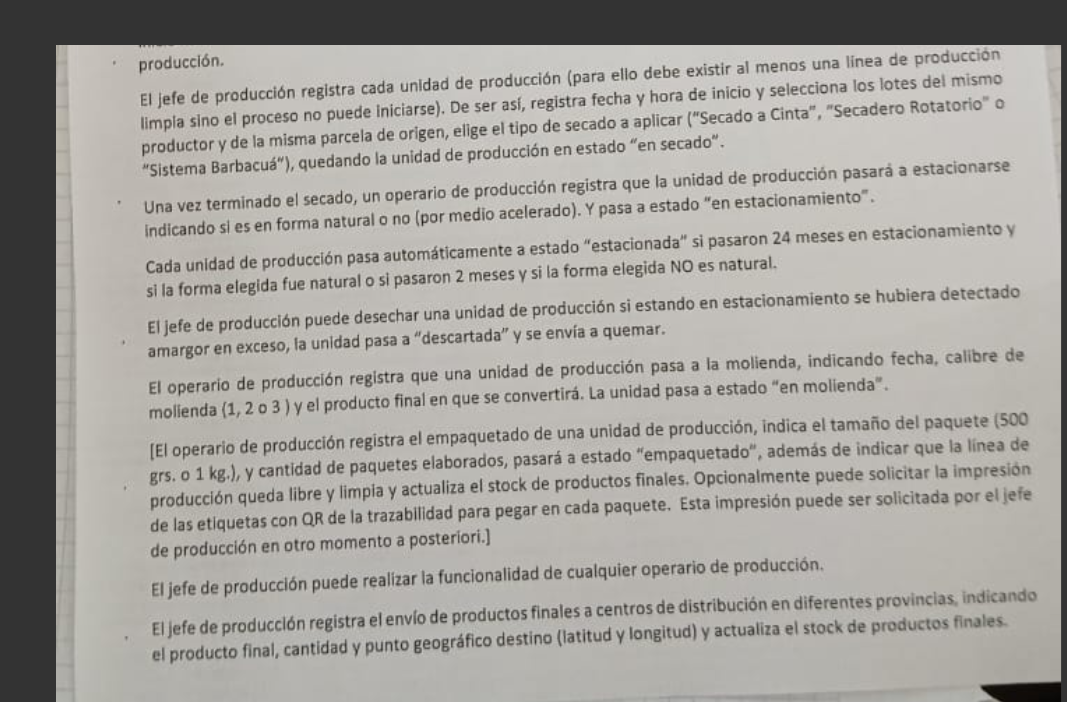 producción.
El jefe de producción registra cada unidad de producción (para ello debe existir al menos una línea de producción
limpia sino el proceso no puede iniciarse). De ser así, registra fecha y hora de inicio y selecciona los lotes del mismo
productor y de la misma parcela de origen, elige el tipo de secado a aplicar ("Secado a Cinta", "Secadero Rotatorio" o
"Sistema Barbacuá"), quedando la unidad de producción en estado "en secado".
Una vez terminado el secado, un operario de producción registra que la unidad de producción pasará a estacionarse
indicando si es en forma natural o no (por medio acelerado). Y pasa a estado "en estacionamiento".
Cada unidad de producción pasa automáticamente a estado "estacionada" si pasaron 24 meses en estacionamiento y
si la forma elegida fue natural o si pasaron 2 meses y si la forma elegida NO es natural.
El jefe de producción puede desechar una unidad de producción si estando en estacionamiento se hubiera detectado
amargor en exceso, la unidad pasa a "descartada" y se envía a quemar.
El operario de producción registra que una unidad de producción pasa a la molienda, indicando fecha, calibre de
molienda (1, 2 o 3 ) y el producto final en que se convertirá. La unidad pasa a estado "en molienda".
[El operario de producción registra el empaquetado de una unidad de producción, indica el tamaño del paquete (500
grs. o 1 kg.), y cantidad de paquetes elaborados, pasará a estado "empaquetado", además de indicar que la línea de
producción queda libre y limpia y actualiza el stock de productos finales. Opcionalmente puede solicitar la impresión
de las etiquetas con QR de la trazabilidad para pegar en cada paquete. Esta impresión puede ser solicitada por el jefe
de producción en otro momento a posteriori.]
El jefe de producción puede realizar la funcionalidad de cualquier operario de producción.
El jefe de producción registra el envío de productos finales a centros de distribución en diferentes provincias, indicando
el producto final, cantidad y punto geográfico destino (latitud y longitud) y actualiza el stock de productos finales.